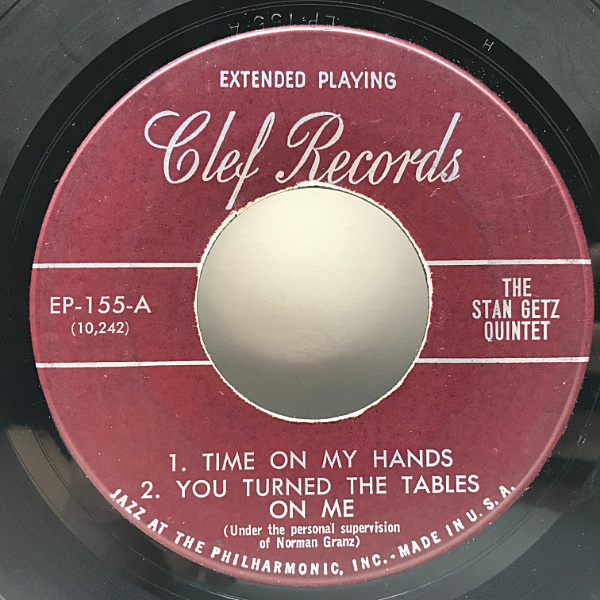 EP-155 A
H
EXTENDED PLAYING
Clef Records
EP-155-A
(10,242)
THE
STAN GETZ
QUINTET
1. TIME ON MY HANDS
2. YOU TURNED THE TABLES
ON ME
(Under the personal supervision
of Norman Granz)
JAZZ AT THE PHILHARMONIC, INC.-MADE IN U.S.A.